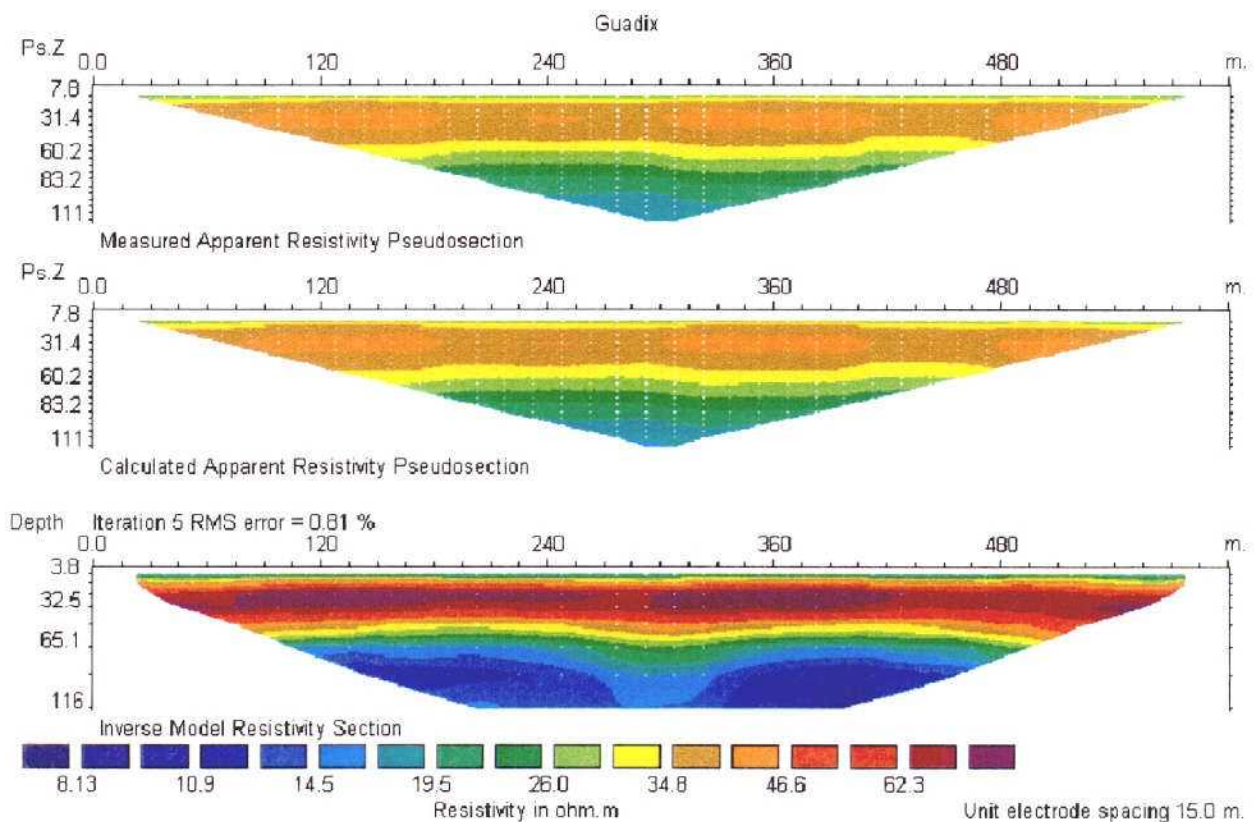 Guadix
Ps.Z
0.0 120 240 360 480 m.
7.8
31.4
60.2
83.2
111
Measured Apparent Resistivity Pseudosection
Ps.Z
0.0 120 240 360 480 m.
7.8
31.4
60.2
83.2
111
Calculated Apparent Resistivity Pseudosection
Depth Iteration 5 RMS error = 0.81 %
0.0 120 240 360 480 m.
3.8
32.5
65.1
116
Inverse Model Resistivity Section
8.13 10.9 14.5 19.5 26.0 34.8 46.6 62.3
Resistivity in ohm.m Unit electrode spacing 15.0 m.